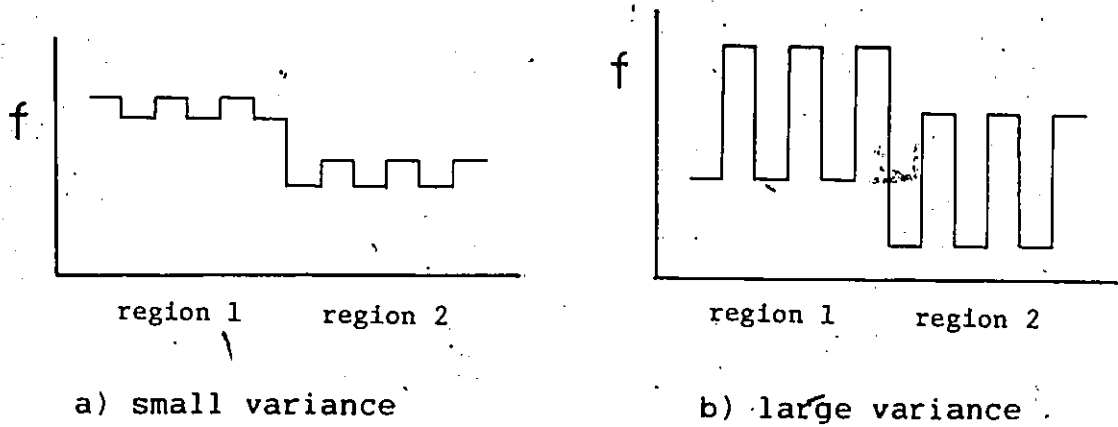 f
region 1 region 2
a) small variance
f
region 1 region 2
b) large variance